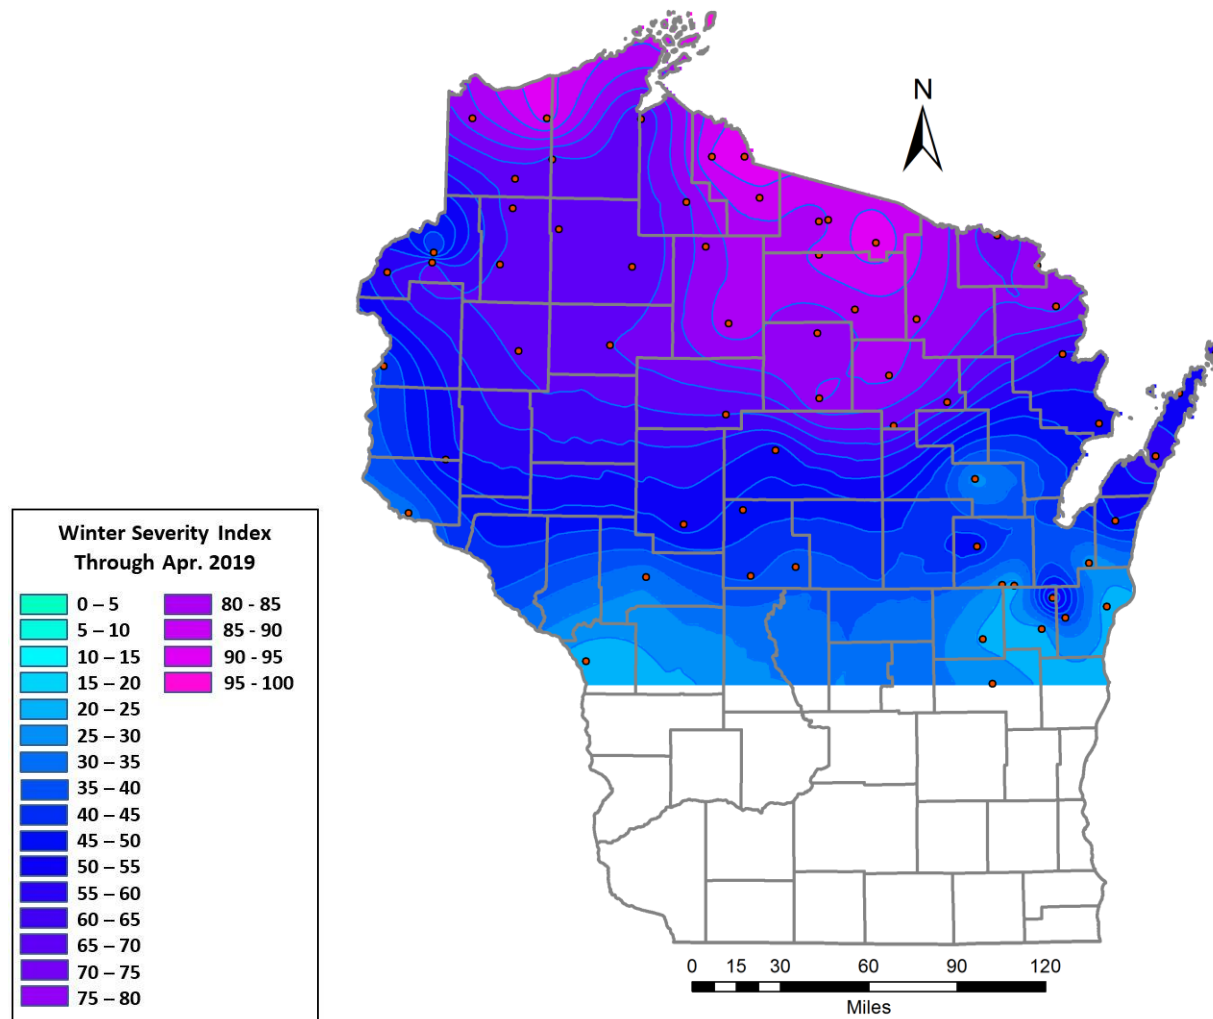 N
Winter Severity Index
Through Apr. 2019
0 – 5
5 – 10
10 – 15
15 – 20
20 – 25
25 – 30
30 – 35
35 – 40
40 – 45
45 – 50
50 – 55
55 – 60
60 – 65
65 – 70
70 – 75
75 – 80
80 - 85
85 - 90
90 - 95
95 - 100
0 15 30 60 90 120
Miles